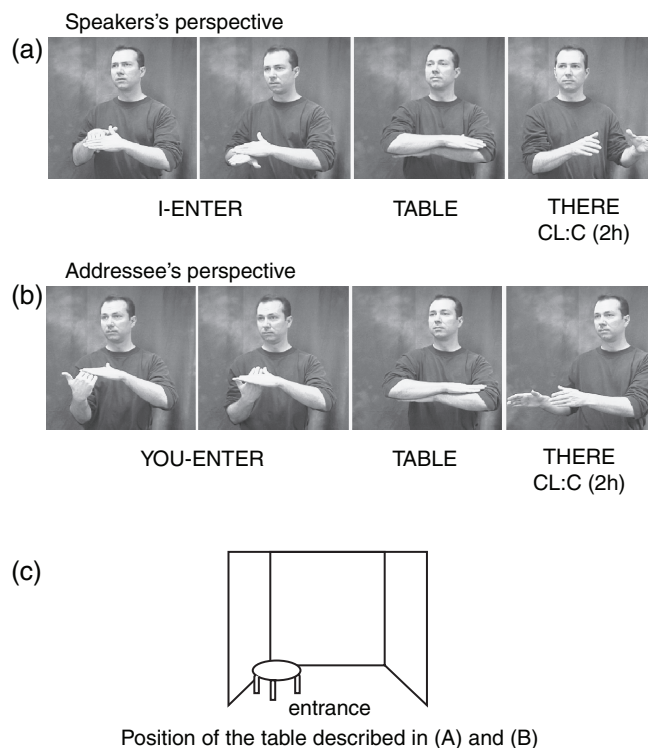 Speakers's perspective
(a)
I-ENTER TABLE THERE
CL:C (2h)
Addressee's perspective
(b)
YOU-ENTER TABLE THERE
CL:C (2h)
(c)
entrance
Position of the table described in (A) and (B)